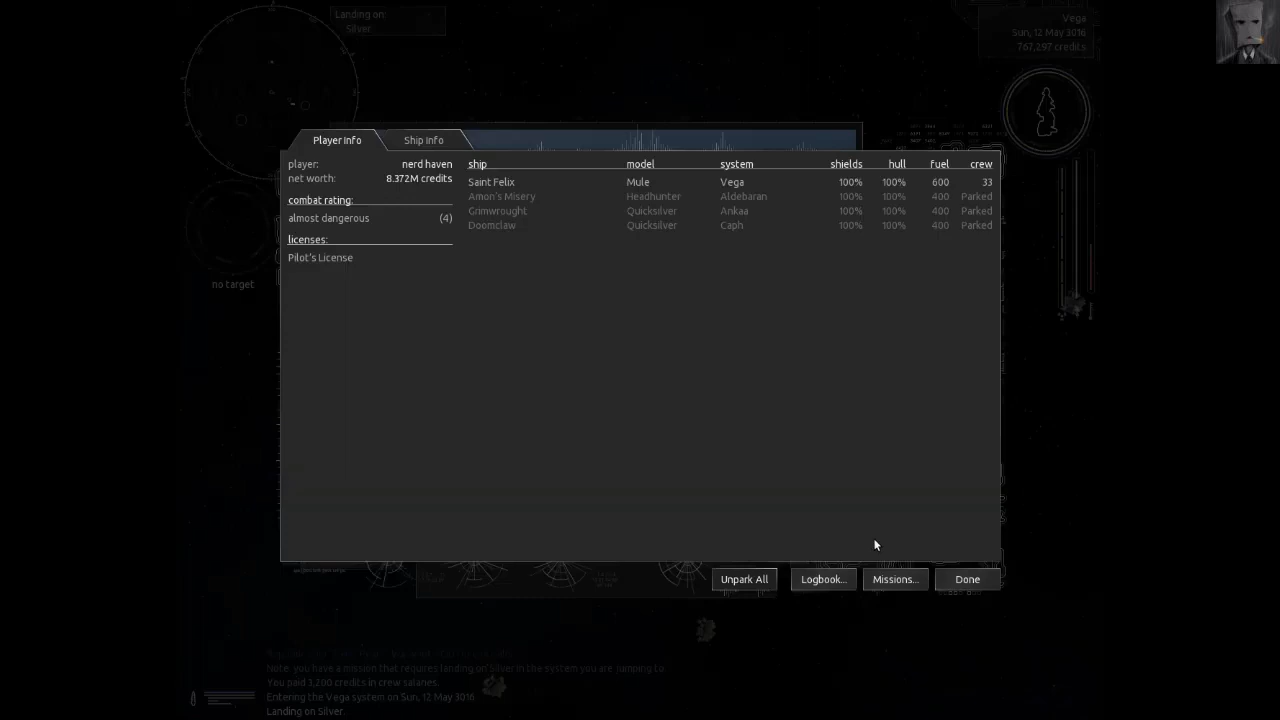 Landing on:
Silver
Vega
Sun, 12 May 3016
767,297 credits
Player Info
Ship Info
player: nerd haven
net worth: 8.372M credits
combat rating:
almost dangerous (4)
licenses:
Pilot's License
ship model system shields hull fuel crew
Saint Felix Mule Vega 100% 100% 600 33
Amon's Misery Headhunter Aldebaran 100% 100% 400 Parked
Grimwrought Quicksilver Ankaa 100% 100% 400 Parked
Doomclaw Quicksilver Caph 100% 100% 400 Parked
no target
Unpark All
Logbook...
Missions...
Done
Note: you have a mission that requires landing on Silver in the system you are jumping to.
You paid 3,200 credits in crew salaries.
Entering the Vega system on Sun, 12 May 3016
Landing on Silver.